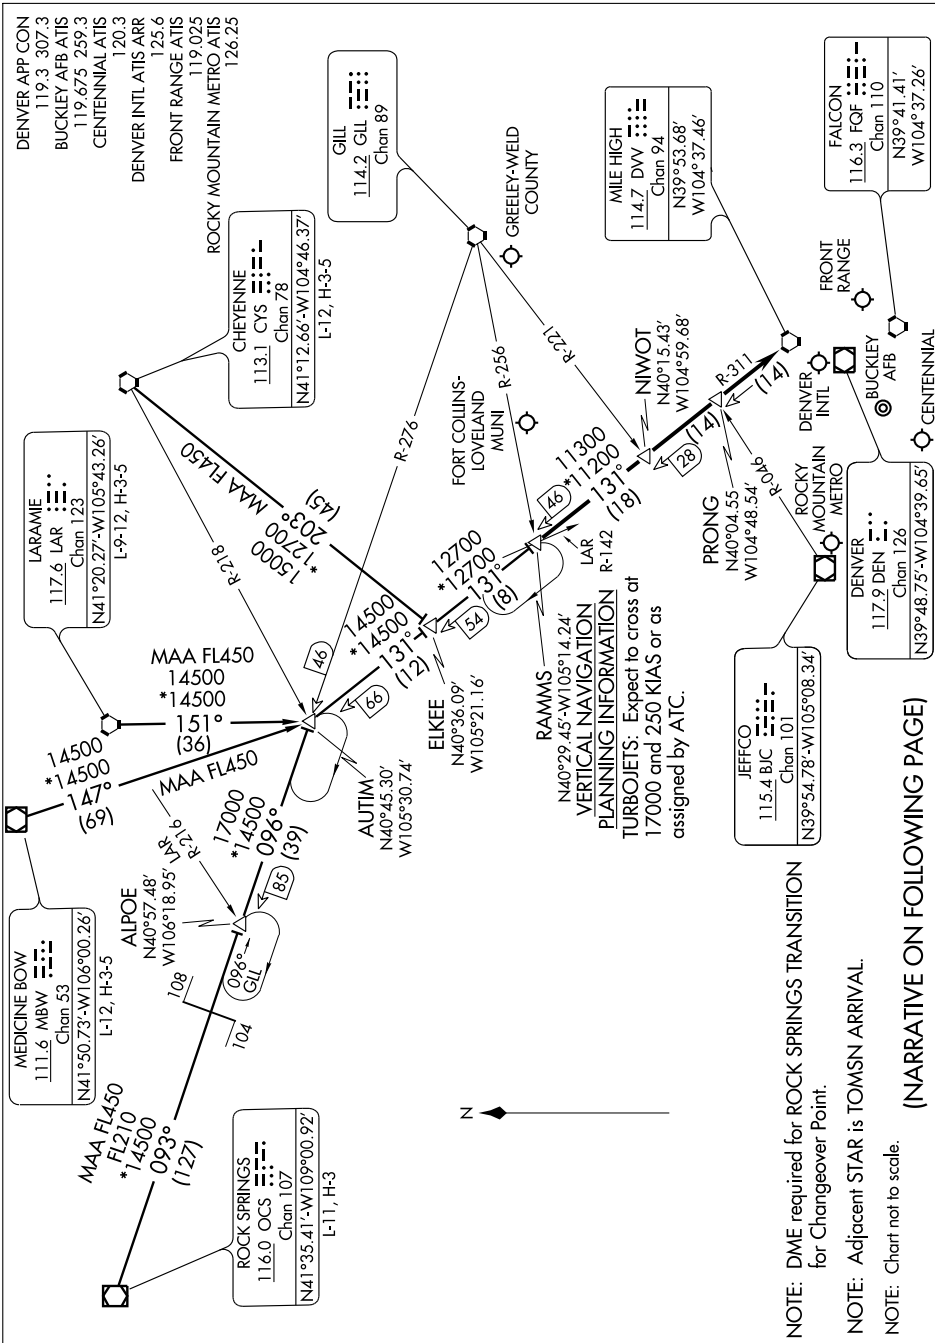 DENVER APP CON
119.3 307.3
BUCKLEY AFB ATIS
119.675 259.3
CENTENNIAL ATIS
120.3
DENVER INTL ATIS ARR
125.6
FRONT RANGE ATIS
119.025
ROCKY MOUNTAIN METRO ATIS
126.25
MEDICINE BOW
111.6 MBW
Chan 53
N41°50.73'-W106°00.26'
L-12, H-3-5
LARAMIE
117.6 LAR
Chan 123
N41°20.27'-W105°43.26'
L-9-12, H-3-5
CHEYENNE
113.1 CYS
Chan 78
N41°12.66'-W104°46.37'
L-12, H-3-5
GILL
114.2 GLL
Chan 89
GREELEY-WELD
COUNTY
MILE HIGH
114.7 DVV
Chan 94
N39°53.68'
W104°37.46'
FALCON
116.3 FQF
Chan 110
N39°41.41'
W104°37.26'
ROCK SPRINGS
116.0 OCS
Chan 107
N41°35.41'-W109°00.92'
L-11, H-3
MAA FL450
FL210
*14500
093°
(127)
108
104
ALPOE
N40°57.48'
W106°18.95'
096°
GLL
85
LAR
R-216
17000
*14500
096°
(39)
14500
*14500
147°
(69)
MAA FL450
MAA FL450
14500
*14500
151°
(36)
R-218
46
66
AUTIM
N40°45.30'
W105°30.74'
14500
*14500
131°
(12)
MAA FL450
15000
*12700
203°
(45)
54
ELKEE
N40°36.09'
W105°21.16'
12700
*12700
131°
(8)
R-276
R-256
R-221
FORT COLLINS-
LOVELAND
MUNI
46
RAMMS
N40°29.45'-W105°14.24'
LAR
R-142
11300
*11200
131°
(18)
NIWOT
N40°15.43'
W104°59.68'
28
(14)
R-311
(14)
PRONG
N40°04.55
W104°48.54'
R-046
VERTICAL NAVIGATION
PLANNING INFORMATION
TURBOJETS: Expect to cross at
17000 and 250 KIAS or as
assigned by ATC.
JEFFCO
115.4 BJC
Chan 101
N39°54.78'-W105°08.34'
ROCKY
MOUNTAIN
METRO
DENVER
INTL
FRONT
RANGE
BUCKLEY
AFB
CENTENNIAL
DENVER
117.9 DEN
Chan 126
N39°48.75'-W104°39.65'
N
NOTE: DME required for ROCK SPRINGS TRANSITION
for Changeover Point.
NOTE: Adjacent STAR is TOMSN ARRIVAL.
NOTE: Chart not to scale.
(NARRATIVE ON FOLLOWING PAGE)